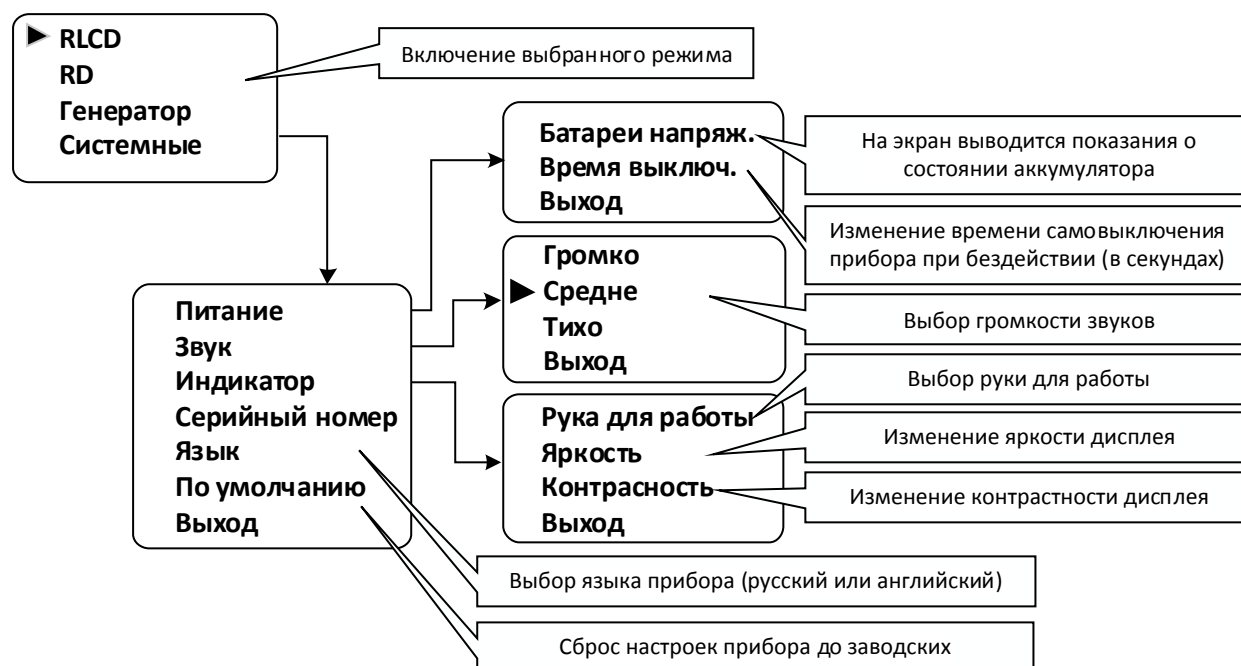 RLCD
RD
Генератор
Системные
Включение выбранного режима
Батареи напряж.
Время выключ.
Выход
На экран выводится показания о
состоянии аккумулятора
Изменение времени самовыключения
прибора при бездействии (в секундах)
Громко
Средне
Тихо
Выход
Выбор громкости звуков
Питание
Звук
Индикатор
Серийный номер
Язык
По умолчанию
Выход
Рука для работы
Яркость
Контрасность
Выход
Выбор руки для работы
Изменение яркости дисплея
Изменение контрастности дисплея
Выбор языка прибора (русский или английский)
Сброс настроек прибора до заводских